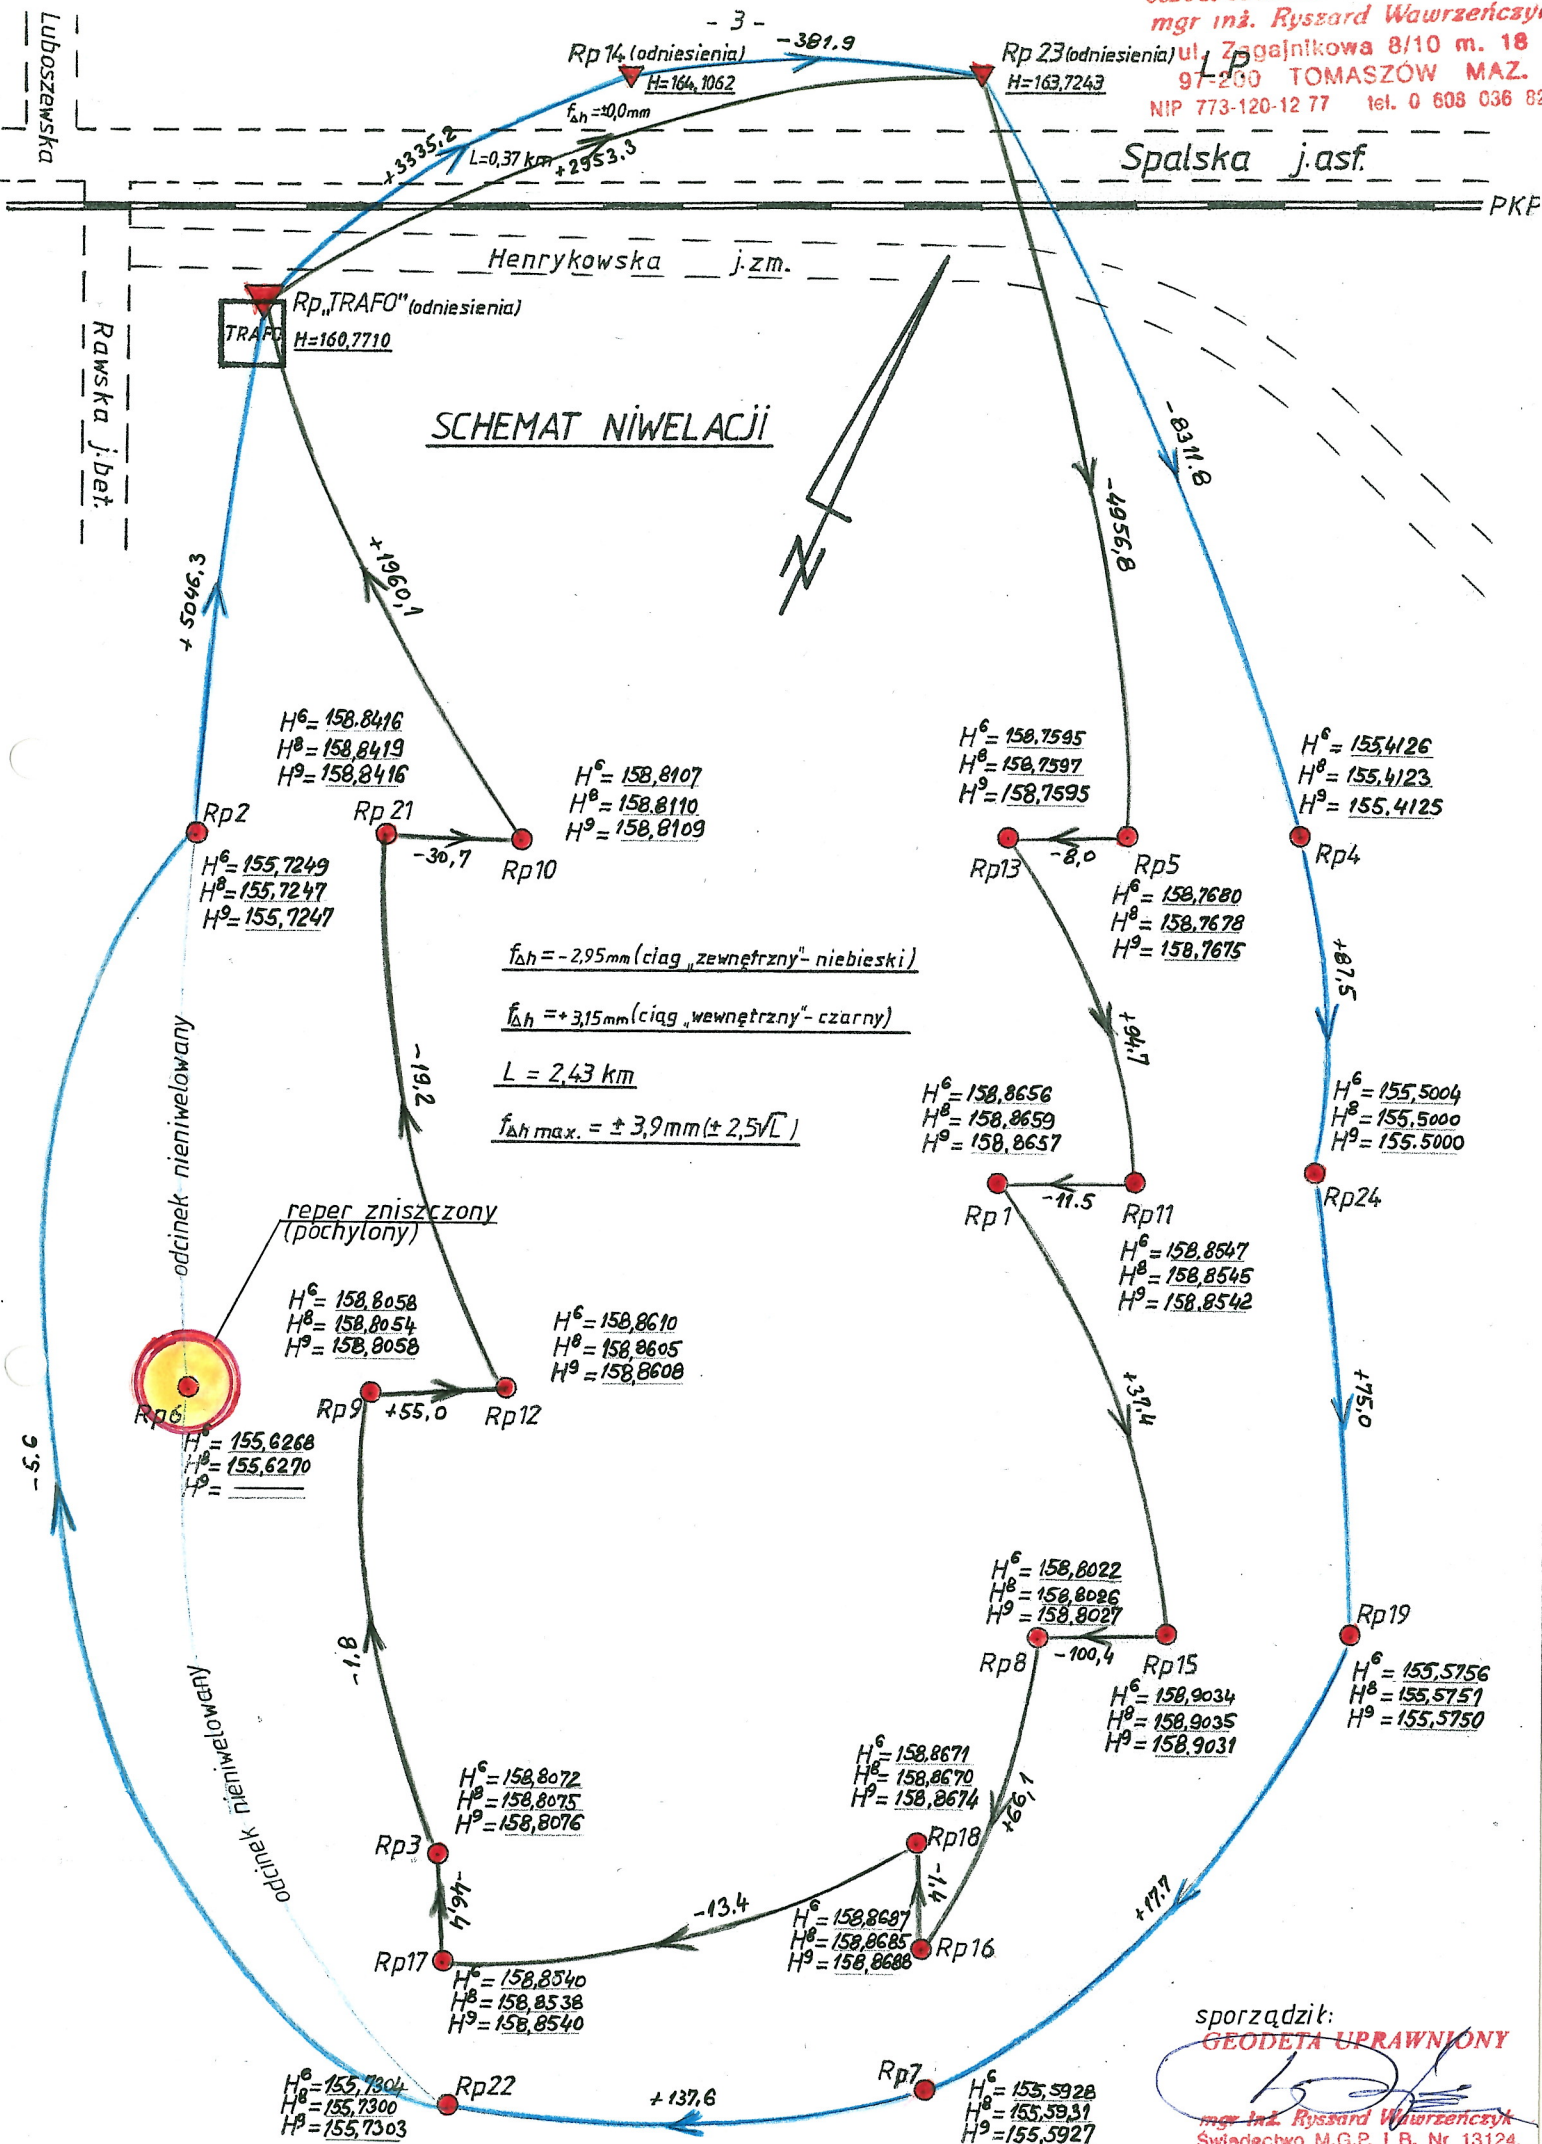 - 3 -
mgr inż. Ryszard Wawrzeńczyk
ul. Zagajnikowa 8/10 m. 18
L.P.
97-200 TOMASZÓW MAZ.
NIP 773-120-12 77 tel. 0 608 036 82
Luboszewska
Rp 14 (odniesienia)
H=164,1062
-381.9
Rp 23 (odniesienia)
H=163,7243
f∆h=±0,0mm
+3335,2
L=0,37 km
+2953,3
Spalska j.asf.
PKP
Henrykowska j.zm.
Rp„TRAFO" (odniesienia)
TRAFO
H=160,7710
Rawska j.bet.
SCHEMAT NIWELACJI
N
-8311.8
-4956,8
+1960,1
+5046,3
H⁶= 158.8416
H⁸= 158,8419
H⁹= 158,8416
Rp 21
-30,7
H⁶= 158,8107
H⁸= 158.8110
H⁹= 158,8109
Rp10
H⁶= 158,7595
H⁸= 158,7597
H⁹= 158,7595
Rp13
-8,0
Rp5
H⁶= 158,7680
H⁸= 158,7678
H⁹= 158,7675
H⁶= 155,4126
H⁸= 155,4123
H⁹= 155,4125
Rp4
Rp2
H⁶= 155,7249
H⁸= 155,7247
H⁹= 155,7247
f∆h = -2,95mm (ciąg „zewnętrzny"- niebieski)
f∆h = +3,15mm (ciąg „wewnętrzny"- czarny)
L = 2,43 km
f∆h max. = ± 3,9mm (± 2,5√L)
+87,5
+94,7
-19,2
odcinek nieniwelowany
H⁶= 158,8656
H⁸= 158,8659
H⁹= 158,8657
Rp1
-11.5
Rp11
H⁶= 158,8547
H⁸= 158,8545
H⁹= 158,8542
H⁶= 155,5004
H⁸= 155,5000
H⁹= 155.5000
Rp24
reper zniszczony
(pochylony)
H⁶= 158,8058
H⁸= 158,8054
H⁹= 158,8058
Rp9
+55,0
H⁶= 158,8610
H⁸= 158,8605
H⁹= 158,8608
Rp12
Rp6
H⁶= 155,6268
H⁸= 155,6270
H⁹= ———
-5,6
+37,4
+75,0
-1,8
odcinek nieniwelowany
H⁶= 158,8022
H⁸= 158,8026
H⁹= 158,8027
Rp8
-100,4
Rp15
H⁶= 158,9034
H⁸= 158,9035
H⁹= 158,9031
Rp19
H⁶= 155,5756
H⁸= 155,5751
H⁹= 155,5750
H⁶= 158,8072
H⁸= 158,8075
H⁹= 158,8076
Rp3
-46,4
H⁶= 158,8671
H⁸= 158,8670
H⁹= 158,8674
Rp18
+66,1
-1,4
-13.4
+17,7
H⁶= 158,8687
H⁸= 158,8685
H⁹= 158,8688
Rp16
Rp17
H⁶= 158,8540
H⁸= 158,8538
H⁹= 158,8540
H⁶= 155,7304
H⁸= 155,7300
H⁹= 155,7303
Rp22
+137,6
Rp7
H⁶= 155,5928
H⁸= 155,5931
H⁹= 155,5927
sporządził:
GEODETA UPRAWNIONY
mgr inż. Ryszard Wawrzeńczyk
Świadectwo M.G.P. i B. Nr 13124